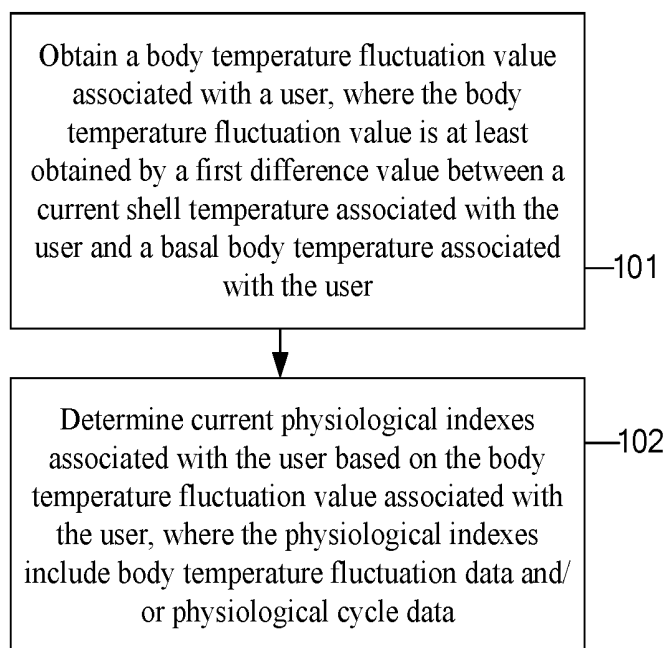 Obtain a body temperature fluctuation value
associated with a user, where the body
temperature fluctuation value is at least
obtained by a first difference value between a
current shell temperature associated with the
user and a basal body temperature associated
with the user
101
Determine current physiological indexes
associated with the user based on the body
temperature fluctuation value associated with
the user, where the physiological indexes
include body temperature fluctuation data and/
or physiological cycle data
102